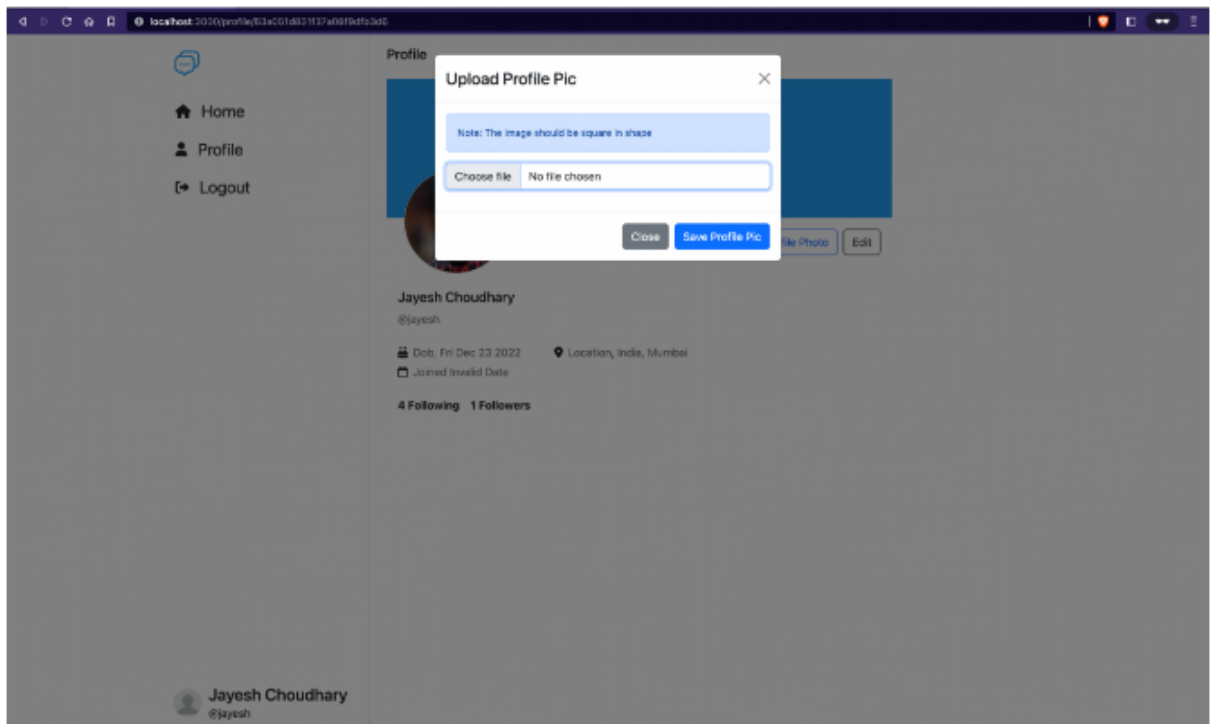 localhost:3000/profile/
Home
Profile
Logout
Profile
Upload Profile Pic
Note: The image should be square in shape
Choose file No file chosen
Close Save Profile Pic
Photo Edit
Jayesh Choudhary
@jayesh
Dob, Fri Dec 23 2022 Location, India, Mumbai
Joined Invalid Date
4 Following 1 Followers
Jayesh Choudhary
@jayesh